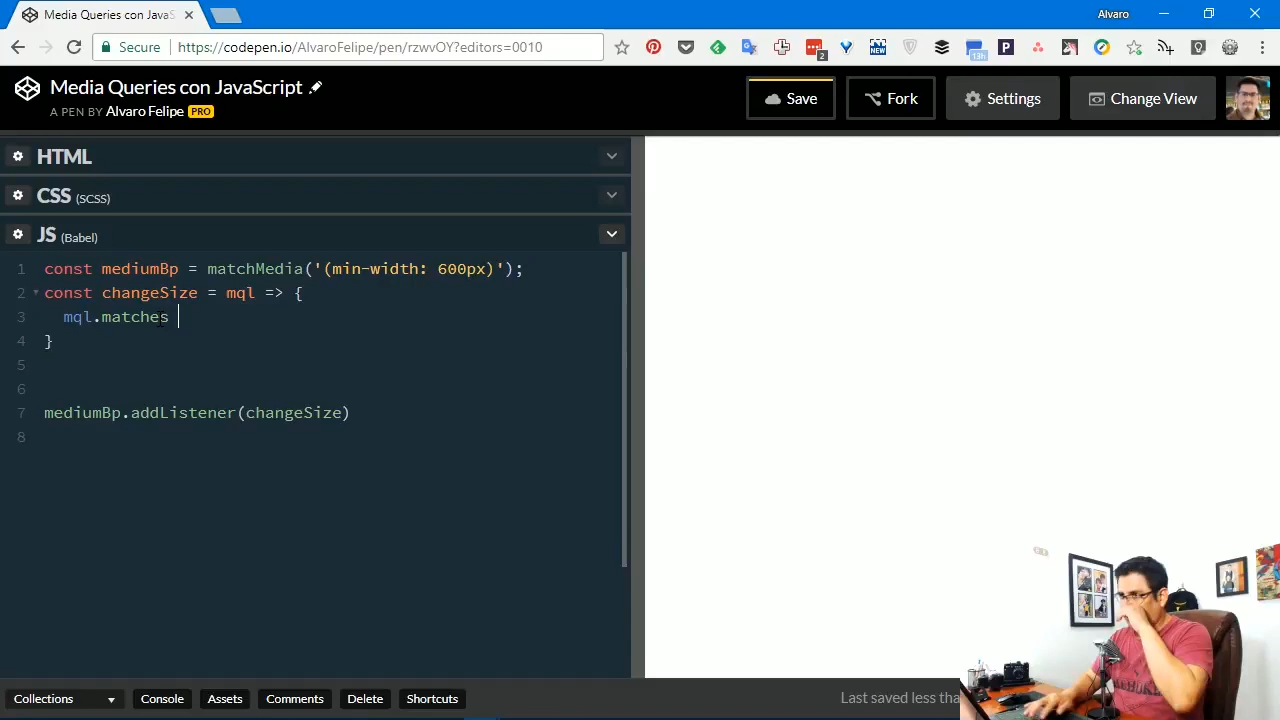 Media Queries con JavaS
Alvaro
Secure
https://codepen.io/AlvaroFelipe/pen/rzwvOY?editors=0010
2
NEW
13h
P
Media Queries con JavaScript
A PEN BY Alvaro Felipe PRO
Save
Fork
Settings
Change View
HTML
CSS (SCSS)
JS (Babel)
1 const mediumBp = matchMedia('(min-width: 600px)');
2 const changeSize = mql => {
3 mql.matches
4 }
5
6
7 mediumBp.addListener(changeSize)
8
Collections
Console
Assets
Comments
Delete
Shortcuts
Last saved less tha